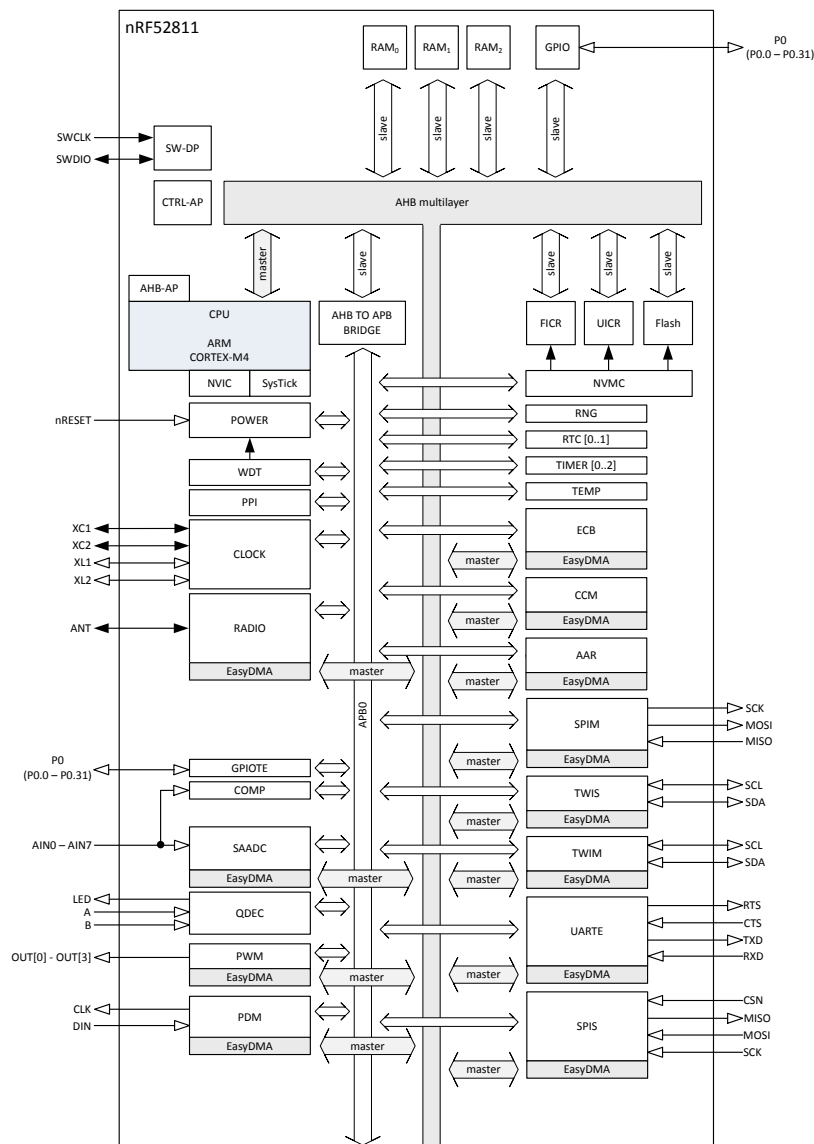 nRF52811
RAM0
RAM1
RAM2
GPIO
P0
(P0.0 – P0.31)
slave
slave
slave
slave
SWCLK
SWDIO
SW-DP
CTRL-AP
AHB multilayer
master
slave
slave
slave
slave
AHB-AP
CPU
ARM
CORTEX-M4
AHB TO APB
BRIDGE
FICR
UICR
Flash
NVIC
SysTick
NVMC
nRESET
POWER
RNG
RTC [0..1]
WDT
TIMER [0..2]
PPI
TEMP
XC1
XC2
XL1
XL2
CLOCK
ECB
master
EasyDMA
CCM
master
EasyDMA
ANT
RADIO
EasyDMA
master
AAR
master
EasyDMA
APB0
SPIM
SCK
MOSI
MISO
master
EasyDMA
P0
(P0.0 – P0.31)
GPIOTE
COMP
TWIS
SCL
SDA
master
EasyDMA
AIN0 – AIN7
SAADC
EasyDMA
master
TWIM
SCL
SDA
master
EasyDMA
LED
A
B
QDEC
UARTE
RTS
CTS
TXD
RXD
master
EasyDMA
OUT[0] - OUT[3]
PWM
EasyDMA
master
CLK
DIN
PDM
EasyDMA
master
SPIS
CSN
MISO
MOSI
SCK
master
EasyDMA